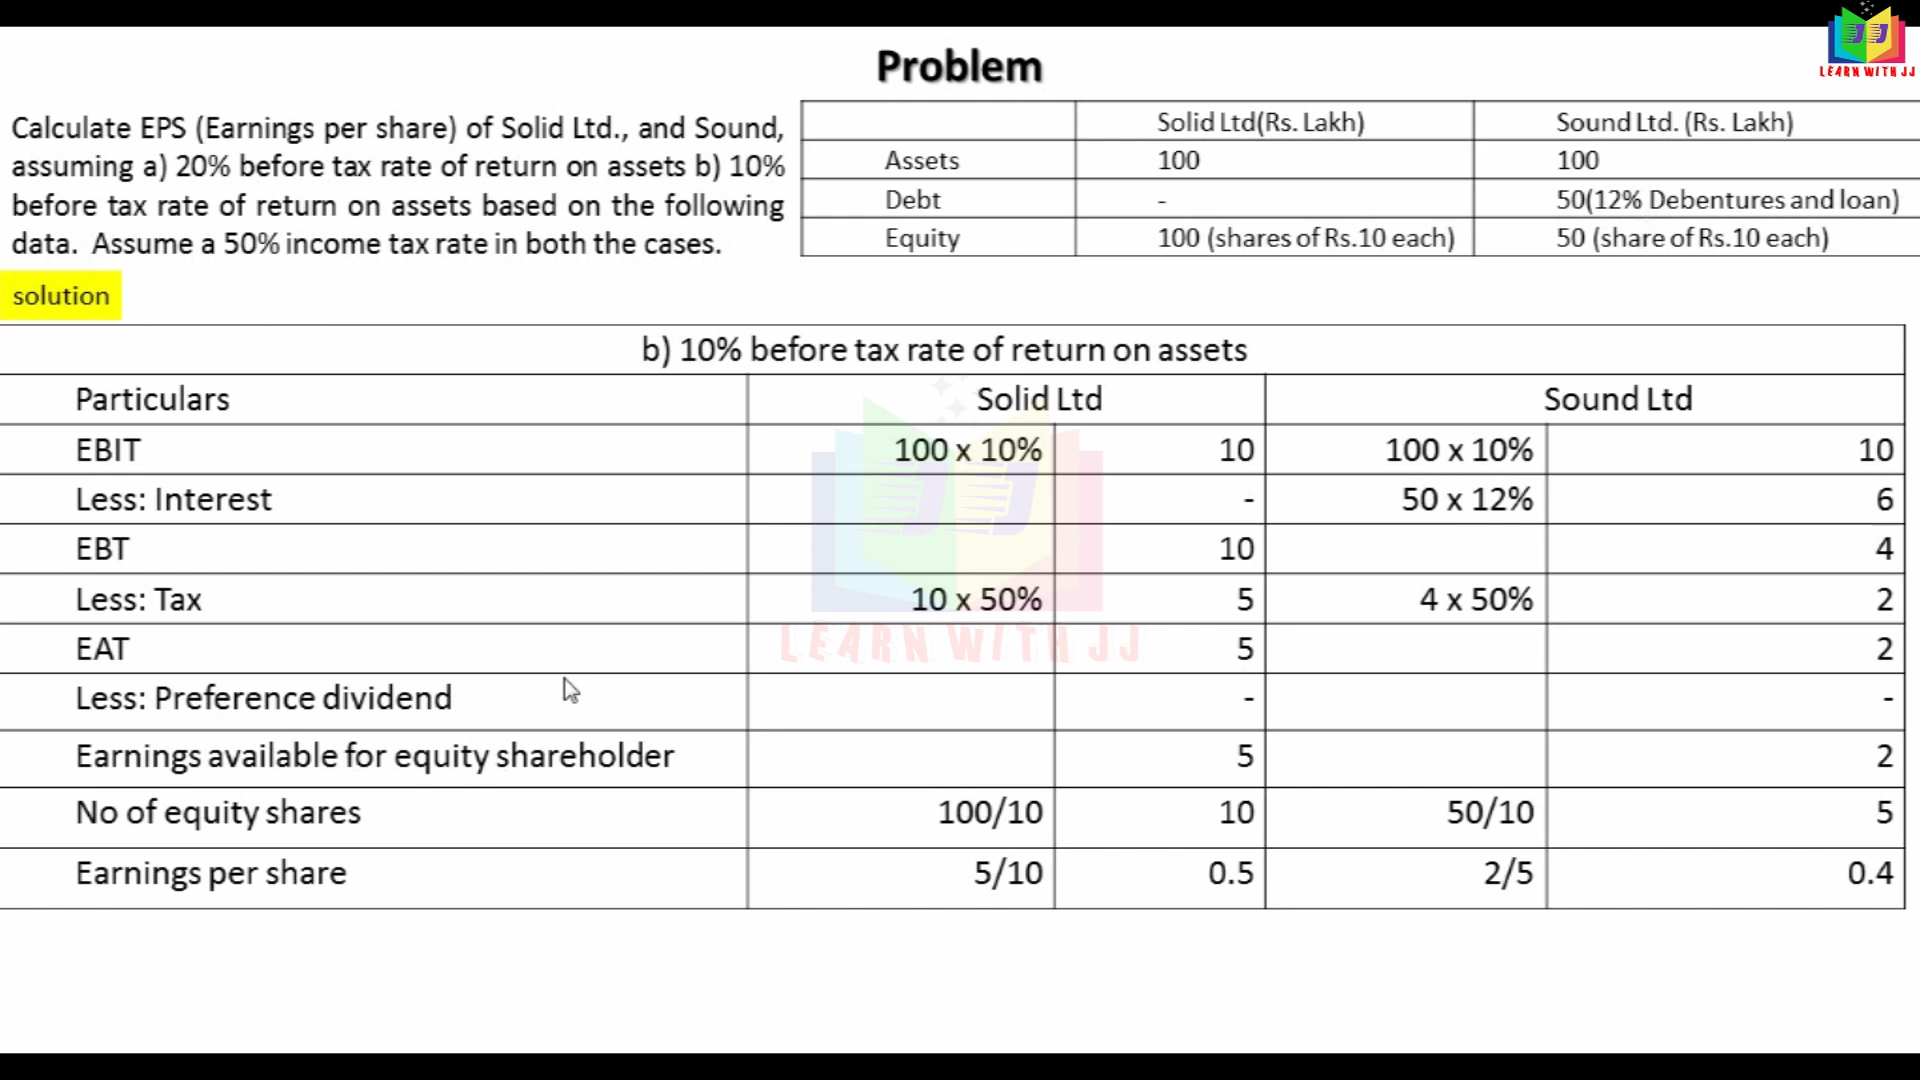 LEARN WITH JJ
Problem
Calculate EPS (Earnings per share) of Solid Ltd., and Sound,
assuming a) 20% before tax rate of return on assets b) 10%
before tax rate of return on assets based on the following
data. Assume a 50% income tax rate in both the cases.
Solid Ltd(Rs. Lakh) Sound Ltd. (Rs. Lakh)
Assets 100 100
Debt - 50(12% Debentures and loan)
Equity 100 (shares of Rs.10 each) 50 (share of Rs.10 each)
solution
b) 10% before tax rate of return on assets
Particulars Solid Ltd Sound Ltd
EBIT 100 x 10% 10 100 x 10% 10
Less: Interest - 50 x 12% 6
EBT 10 4
Less: Tax 10 x 50% 5 4 x 50% 2
EAT 5 2
LEARN WITH JJ
Less: Preference dividend - -
Earnings available for equity shareholder 5 2
No of equity shares 100/10 10 50/10 5
Earnings per share 5/10 0.5 2/5 0.4